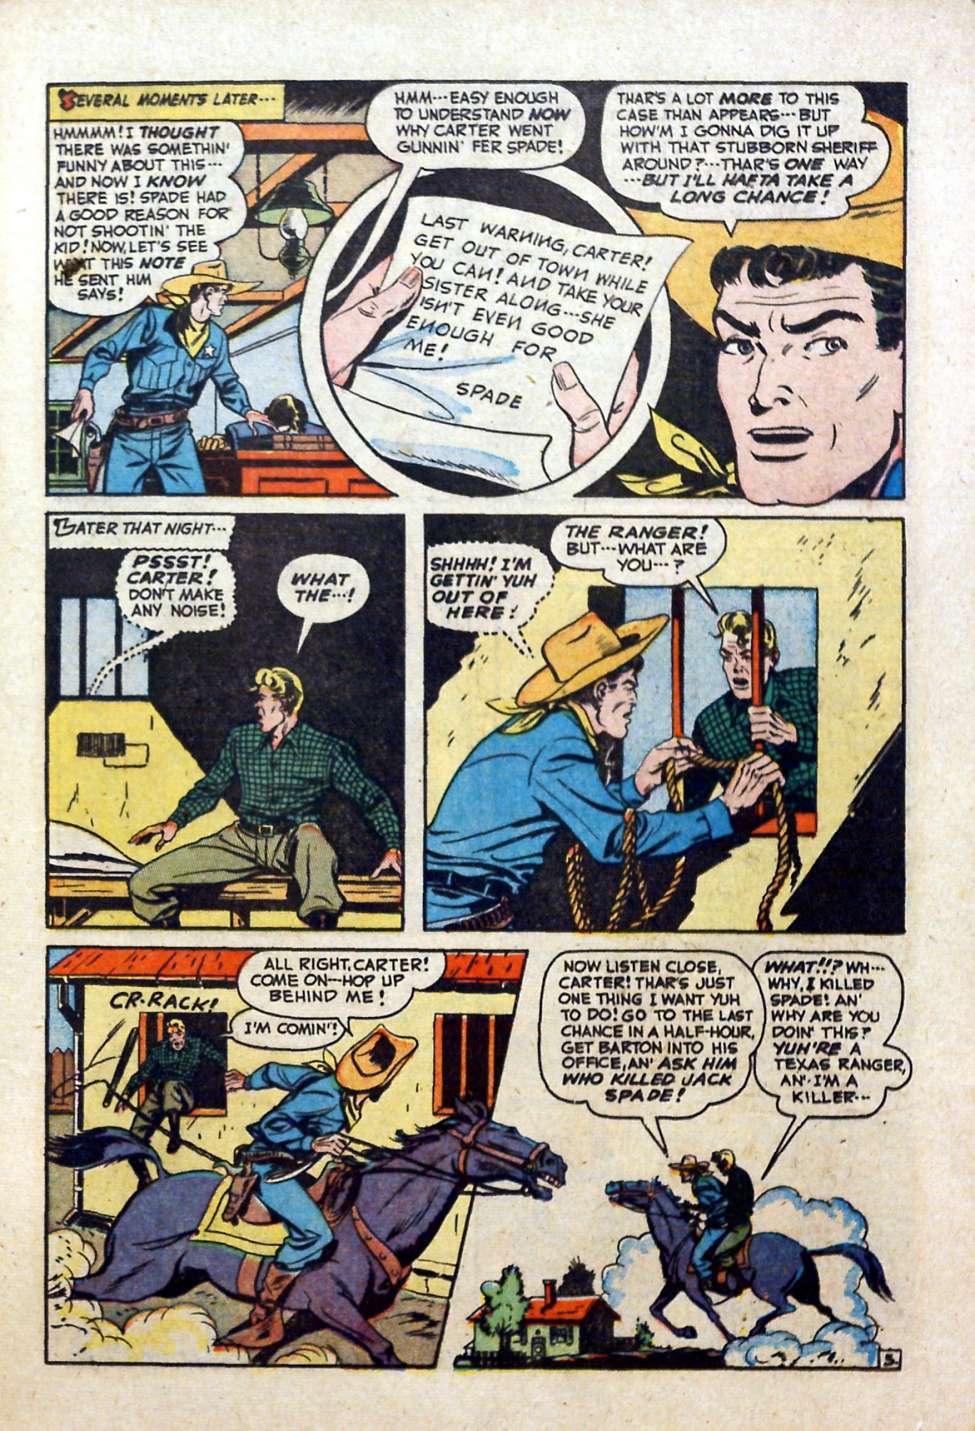 SEVERAL MOMENTS LATER---
HMMMM! I THOUGHT
THERE WAS SOMETHIN'
FUNNY ABOUT THIS---
AND NOW I KNOW
THERE IS! SPADE HAD
A GOOD REASON FOR
NOT SHOOTIN' THE
KID! NOW, LET'S SEE
WHAT THIS NOTE
HE SENT HIM
SAYS!
HMM---EASY ENOUGH
TO UNDERSTAND NOW
WHY CARTER WENT
GUNNIN' FER SPADE!
LAST WARNING, CARTER!
GET OUT OF TOWN WHILE
YOU CAN! AND TAKE YOUR
SISTER ALONG---SHE
ISN'T EVEN GOOD
ENOUGH FOR
ME!
SPADE
THAR'S A LOT MORE TO THIS
CASE THAN APPEARS---BUT
HOW'M I GONNA DIG IT UP
WITH THAT STUBBORN SHERIFF
AROUND?---THAR'S ONE WAY
---BUT I'LL HAFTA TAKE A
LONG CHANCE!
LATER THAT NIGHT---
PSSST!
CARTER!
DON'T MAKE
ANY NOISE!
WHAT
THE---!
SHHHH! I'M
GETTIN' YUH
OUT OF
HERE!
THE RANGER!
BUT---WHAT ARE
YOU---?
CR-RACK!
ALL RIGHT, CARTER!
COME ON---HOP UP
BEHIND ME!
I'M COMIN'!
NOW LISTEN CLOSE,
CARTER! THAR'S JUST
ONE THING I WANT YUH
TO DO! GO TO THE LAST
CHANCE IN A HALF-HOUR,
GET BARTON INTO HIS
OFFICE, AN' ASK HIM
WHO KILLED JACK
SPADE!
WHAT!!? WH---
WHY, I KILLED
SPADE! AN'
WHY ARE YOU
DOIN' THIS?
YUH'RE A
TEXAS RANGER,
AN' I'M A
KILLER---
5.